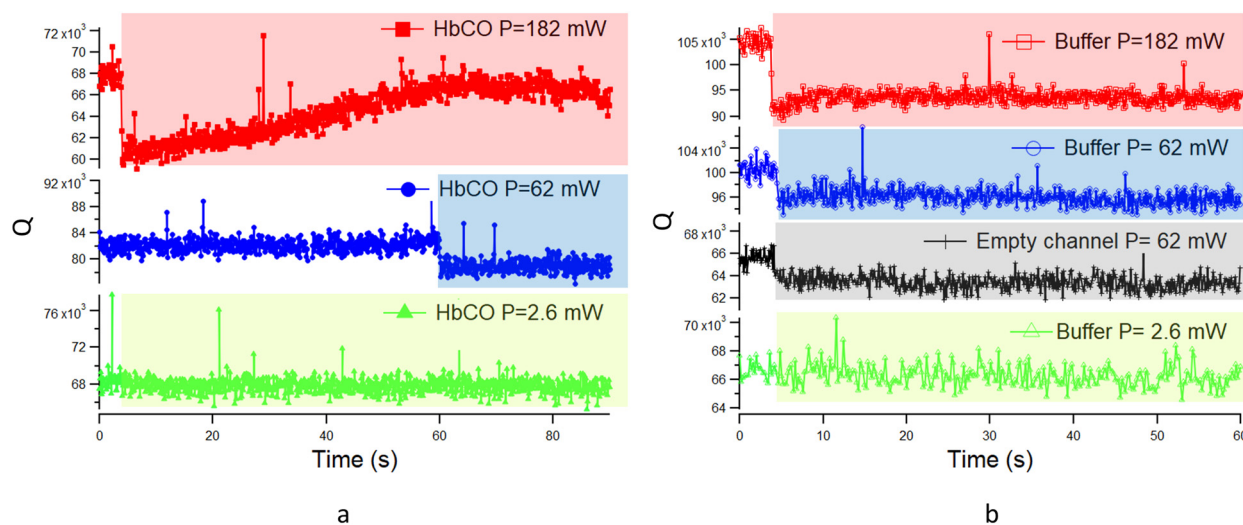 HbCO P=182 mW
72 x10³
68
66
64
62
60
HbCO P=62 mW
92 x10³
88
84
80
HbCO P=2.6 mW
76 x10³
72
68
Q
0
20
40
60
80
Time (s)
a
Buffer P=182 mW
105 x10³
100
95
90
Buffer P= 62 mW
104 x10³
100
96
Empty channel P= 62 mW
68 x10³
66
64
62
Buffer P= 2.6 mW
70 x10³
68
66
64
Q
0
10
20
30
40
50
60
Time (s)
b